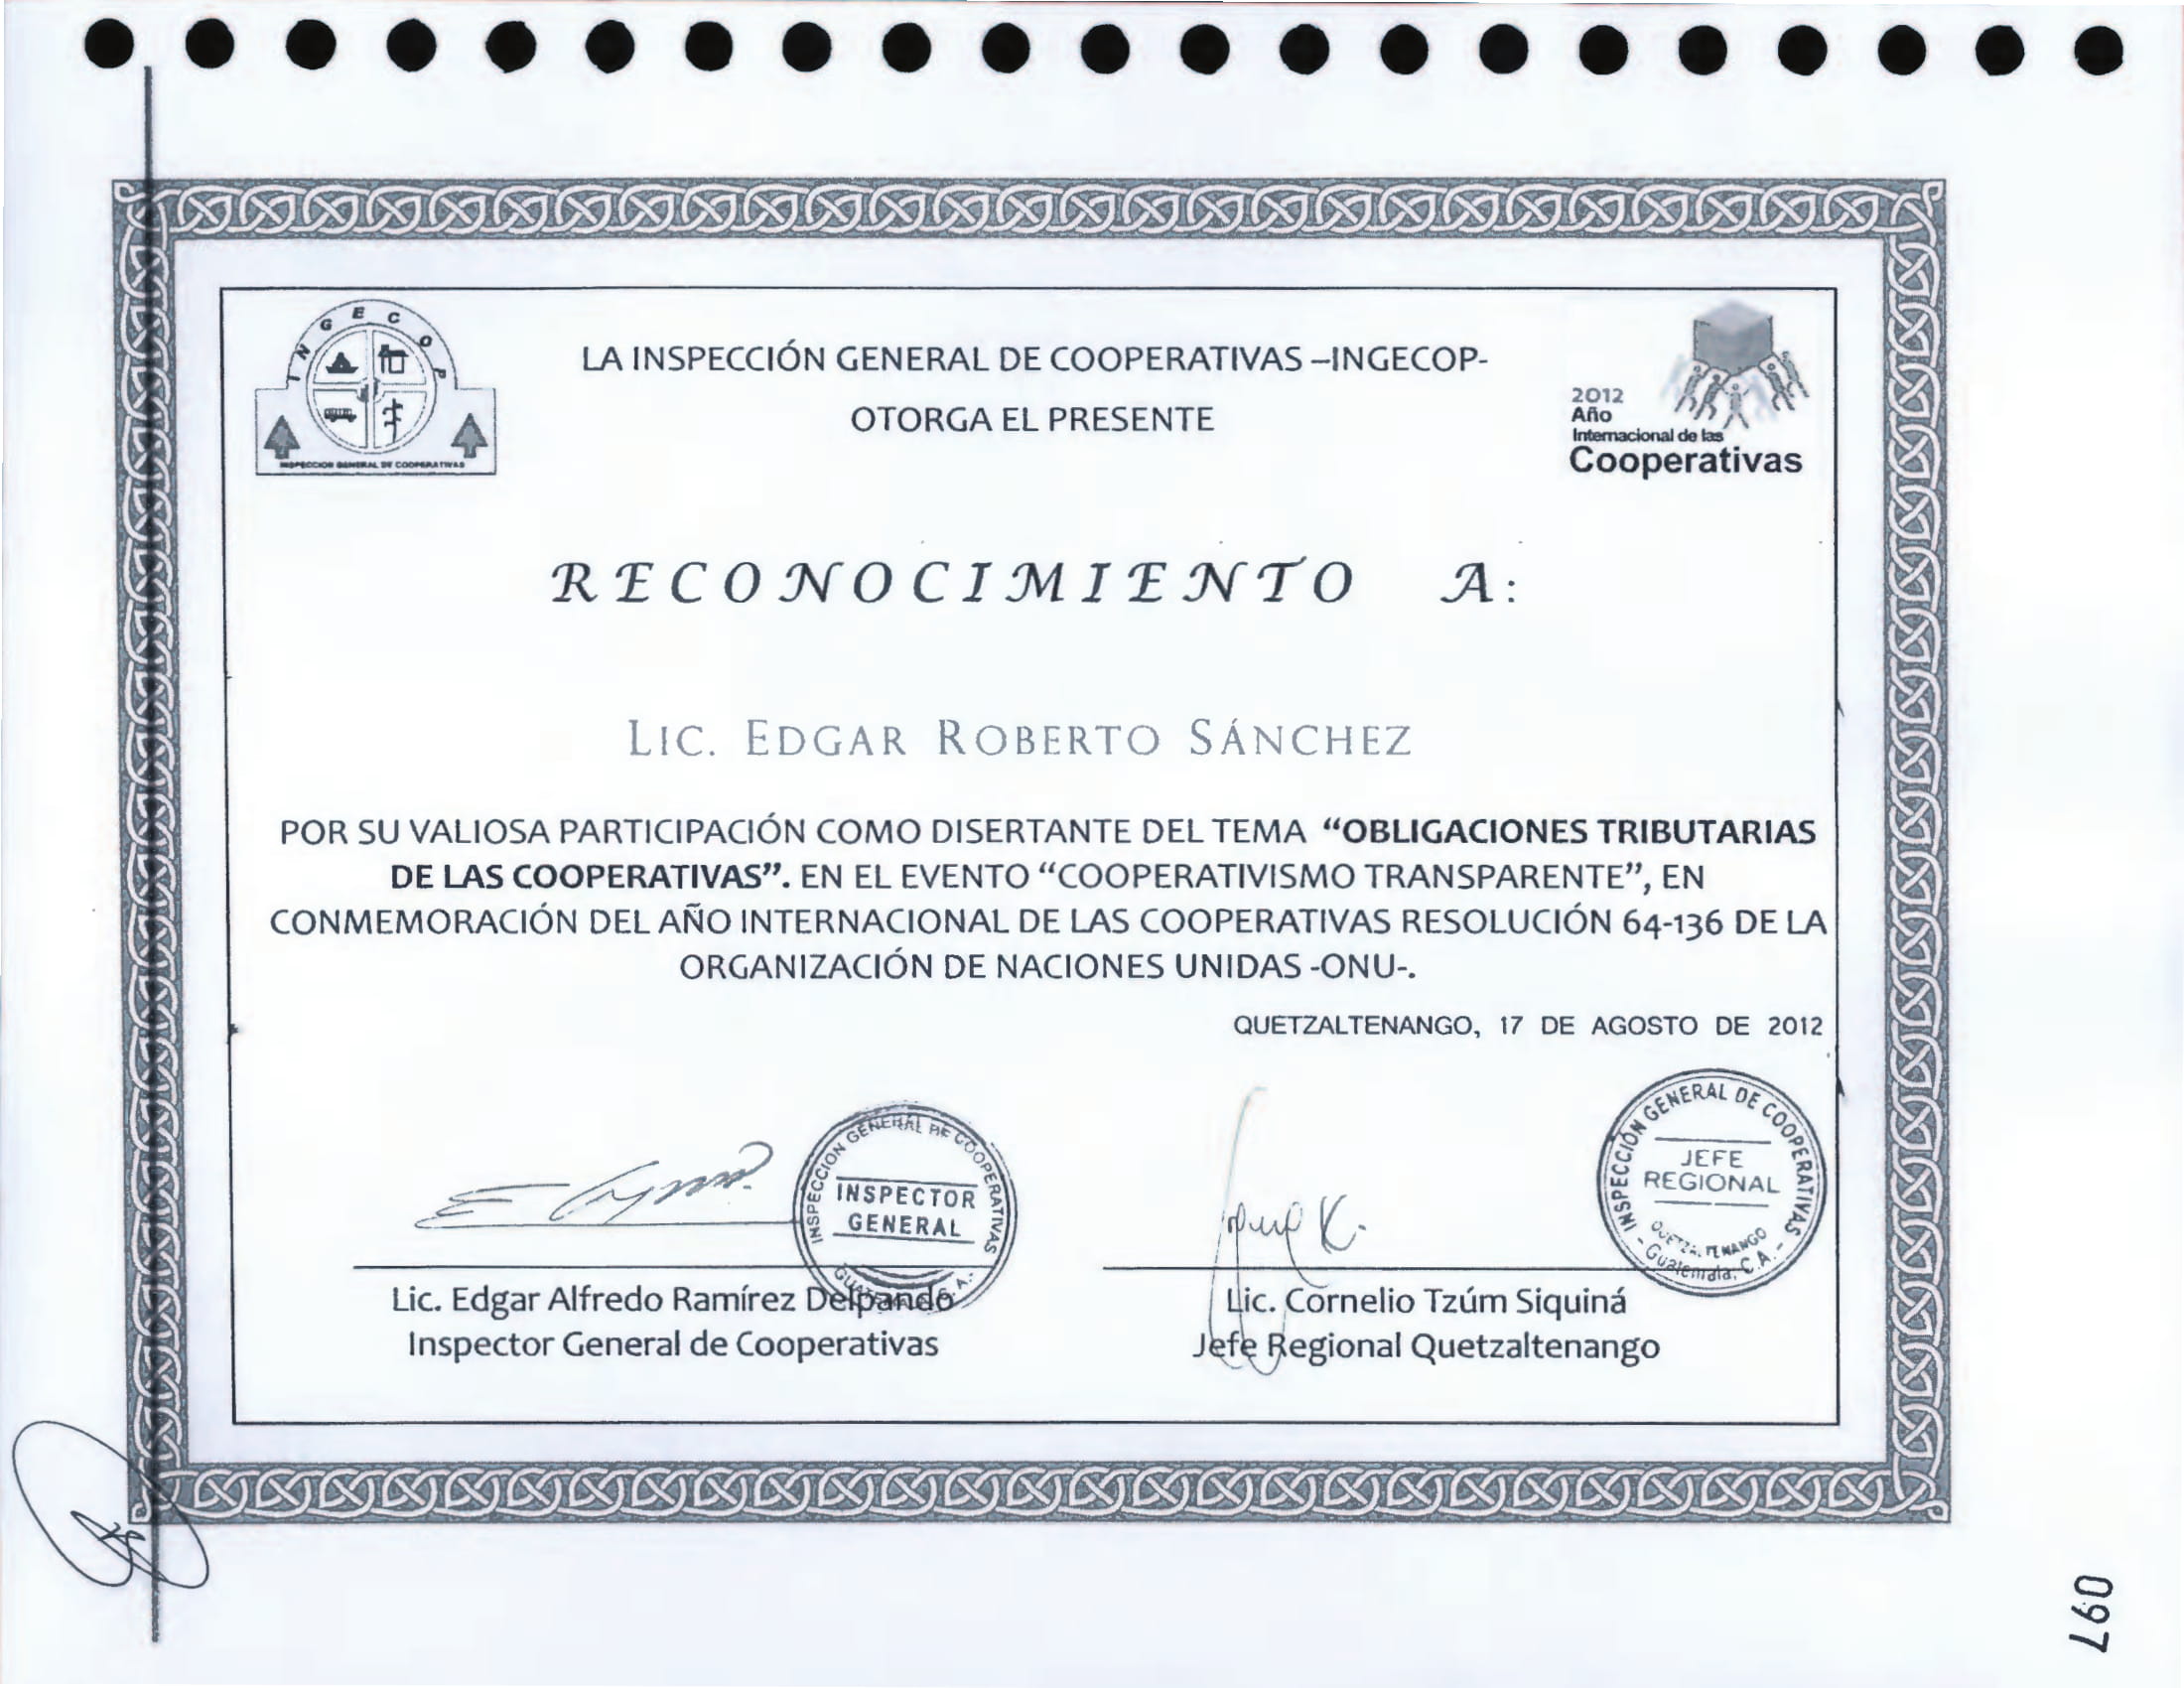 INGECOP
INSPECCION GENERAL DE COOPERATIVAS
LA INSPECCIÓN GENERAL DE COOPERATIVAS –INGECOP-
OTORGA EL PRESENTE
2012
Año
Internacional de las
Cooperativas
RECONOCIMIENTO A:
LIC. EDGAR ROBERTO SÁNCHEZ
POR SU VALIOSA PARTICIPACIÓN COMO DISERTANTE DEL TEMA “OBLIGACIONES TRIBUTARIAS
DE LAS COOPERATIVAS”. EN EL EVENTO “COOPERATIVISMO TRANSPARENTE”, EN
CONMEMORACIÓN DEL AÑO INTERNACIONAL DE LAS COOPERATIVAS RESOLUCIÓN 64-136 DE LA
ORGANIZACIÓN DE NACIONES UNIDAS -ONU-.
QUETZALTENANGO, 17 DE AGOSTO DE 2012
INSPECCION GENERAL DE COOPERATIVAS
INSPECTOR
GENERAL
GUATEMALA, C. A.
INSPECCIÓN GENERAL DE COOPERATIVAS
JEFE
REGIONAL
QUETZALTENANGO
- Guatemala, C.A. -
Lic. Edgar Alfredo Ramírez Delpando
Inspector General de Cooperativas
Lic. Cornelio Tzúm Siquiná
Jefe Regional Quetzaltenango
097